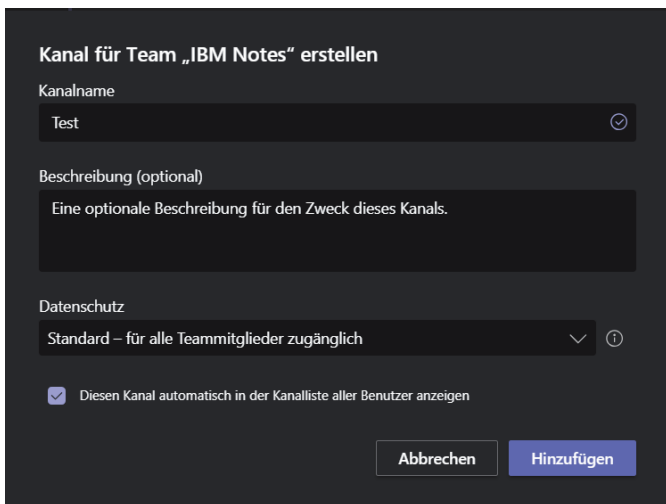 Kanal für Team „IBM Notes“ erstellen
Kanalname
Test
Beschreibung (optional)
Eine optionale Beschreibung für den Zweck dieses Kanals.
Datenschutz
Standard – für alle Teammitglieder zugänglich
Diesen Kanal automatisch in der Kanalliste aller Benutzer anzeigen
Abbrechen
Hinzufügen